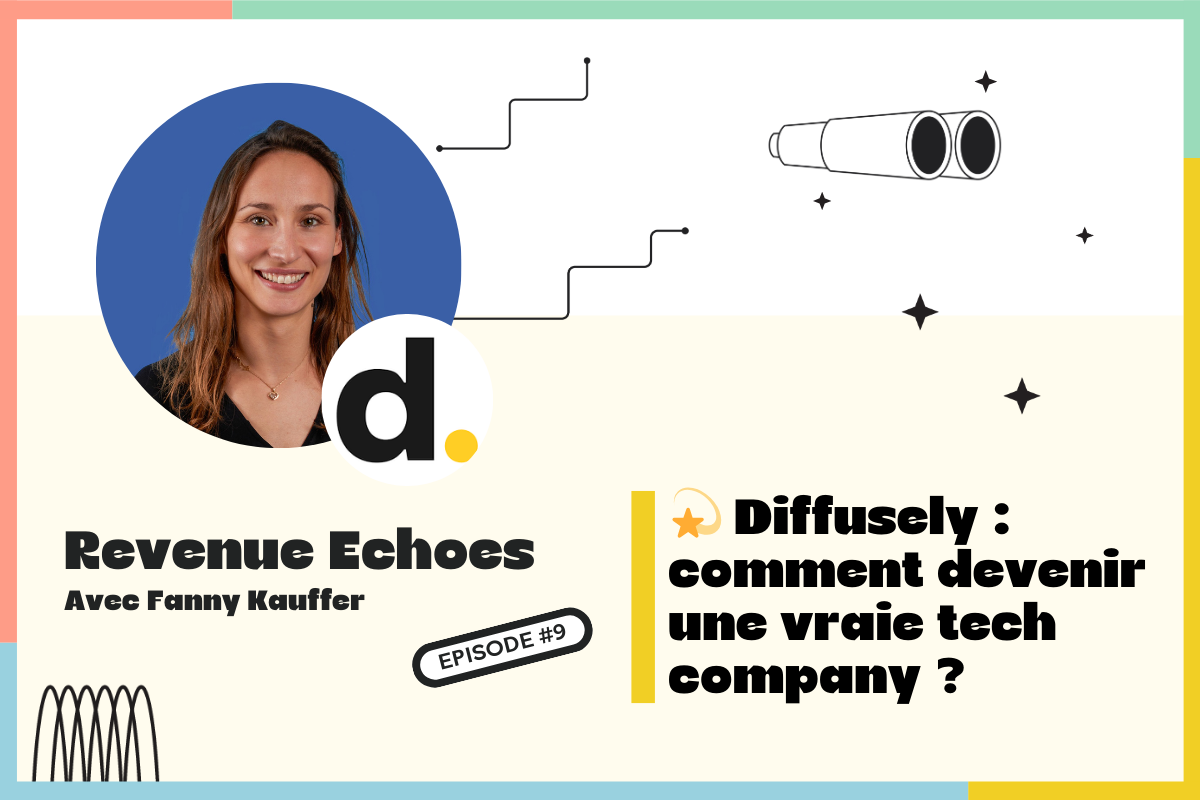 d.
Revenue Echoes
Avec Fanny Kauffer
EPISODE #9
💫 Diffusely :
comment devenir
une vraie tech
company ?